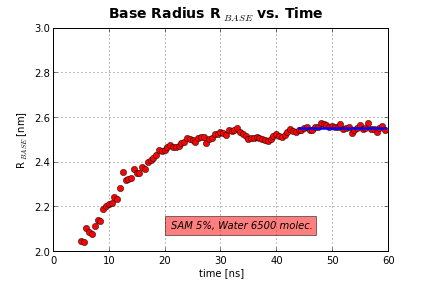 Base Radius R BASE vs. Time
3.0
2.8
2.6
2.4
2.2
2.0
R BASE [nm]
SAM 5%, Water 6500 molec.
0 10 20 30 40 50 60
time [ns]